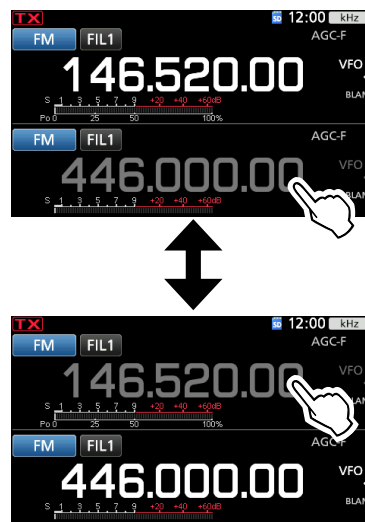 TX 12:00 kHz
FM FIL1 AGC-F
146.520.00 VFO
S 1 3 5 7 9 +20 +40 +60dB
Po 0 25 50 100%
FM FIL1 AGC-F
446.000.00 VFO
S 1 3 5 7 9 +20 +40 +60dB
TX 12:00 kHz
FM FIL1 AGC-F
146.520.00 VFO
S 1 3 5 7 9 +20 +40 +60dB
Po 0 25 50 100%
FM FIL1
446.000.00 VFO
S 1 3 5 7 9 +20 +40 +60dB